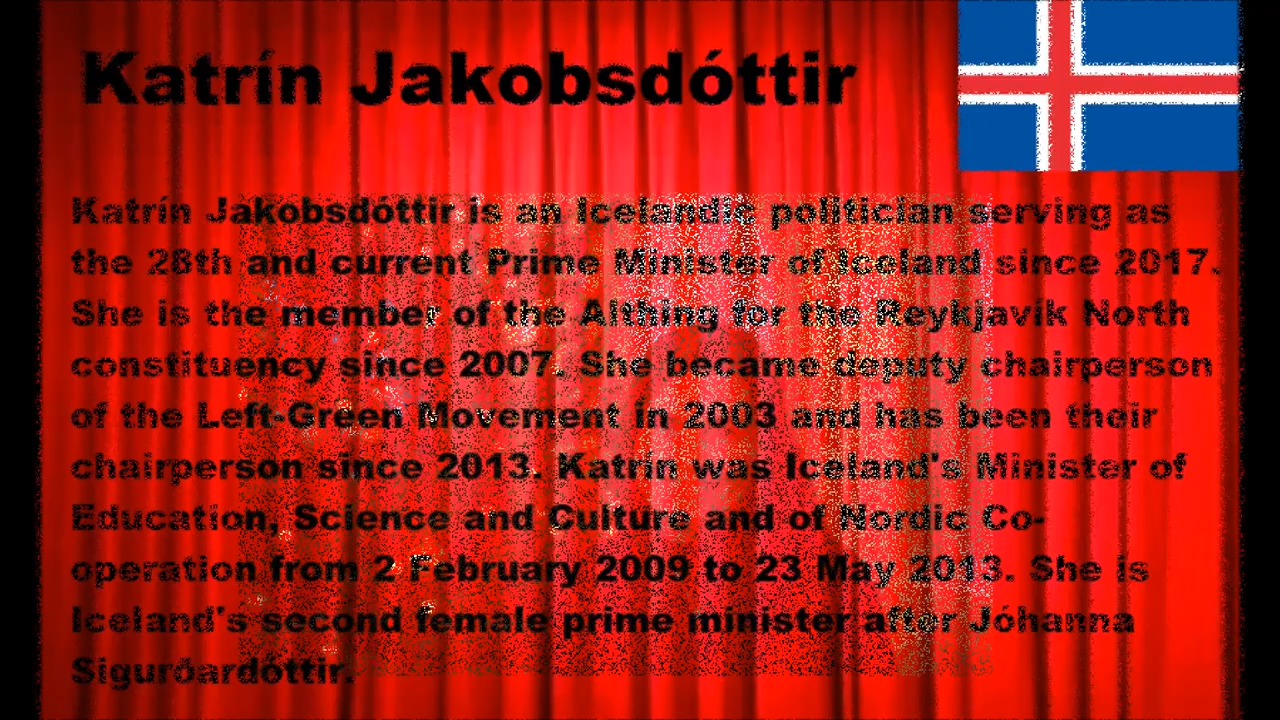 Katrín Jakobsdóttir
Katrín Jakobsdóttir is an Icelandic politician serving as
the 28th and current Prime Minister of Iceland since 2017.
She is the member of the Althing for the Reykjavík North
constituency since 2007. She became deputy chairperson
of the Left-Green Movement in 2003 and has been their
chairperson since 2013. Katrín was Iceland's Minister of
Education, Science and Culture and of Nordic Co-
operation from 2 February 2009 to 23 May 2013. She is
Iceland's second female prime minister after Jóhanna
Sigurðardóttir.